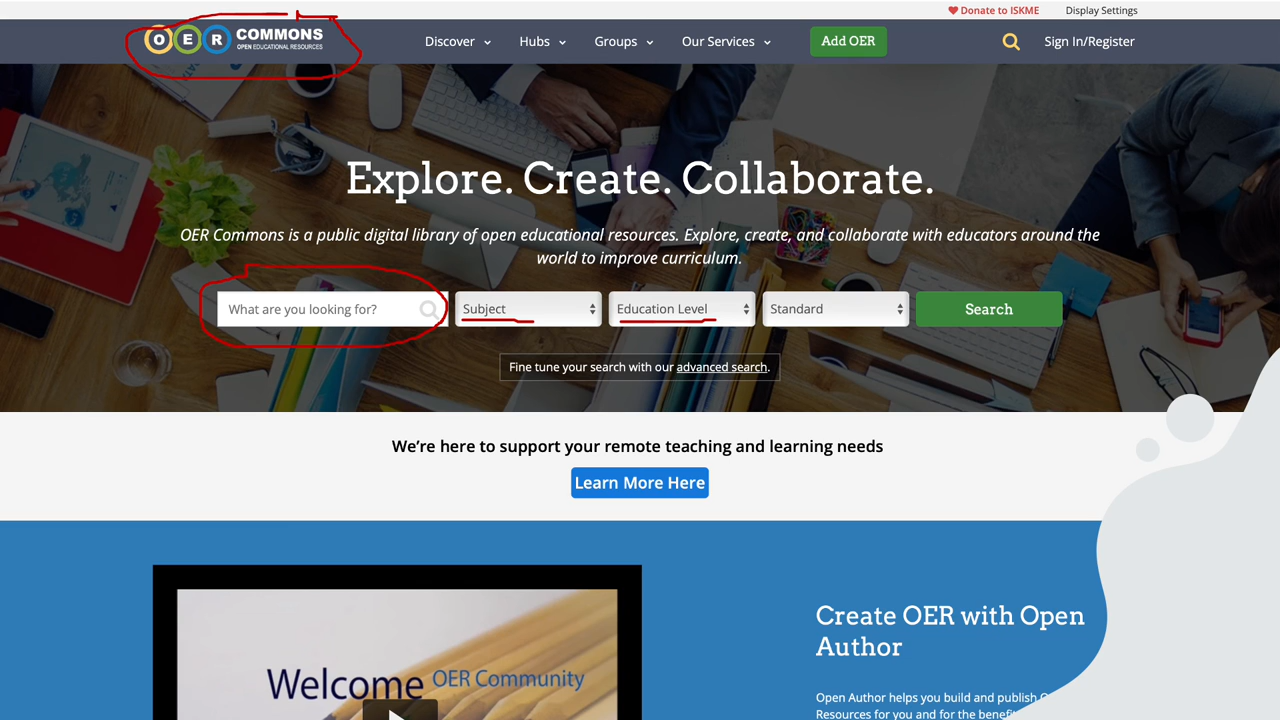 Donate to ISKME Display Settings
OER COMMONS
OPEN EDUCATIONAL RESOURCES
Discover Hubs Groups Our Services Add OER Sign In/Register
Explore. Create. Collaborate.
OER Commons is a public digital library of open educational resources. Explore, create, and collaborate with educators around the
world to improve curriculum.
What are you looking for? Subject Education Level Standard Search
Fine tune your search with our advanced search.
We're here to support your remote teaching and learning needs
Learn More Here
Create OER with Open
Author
Welcome OER Community
Open Author helps you build and publish
Resources for you and for the benefit